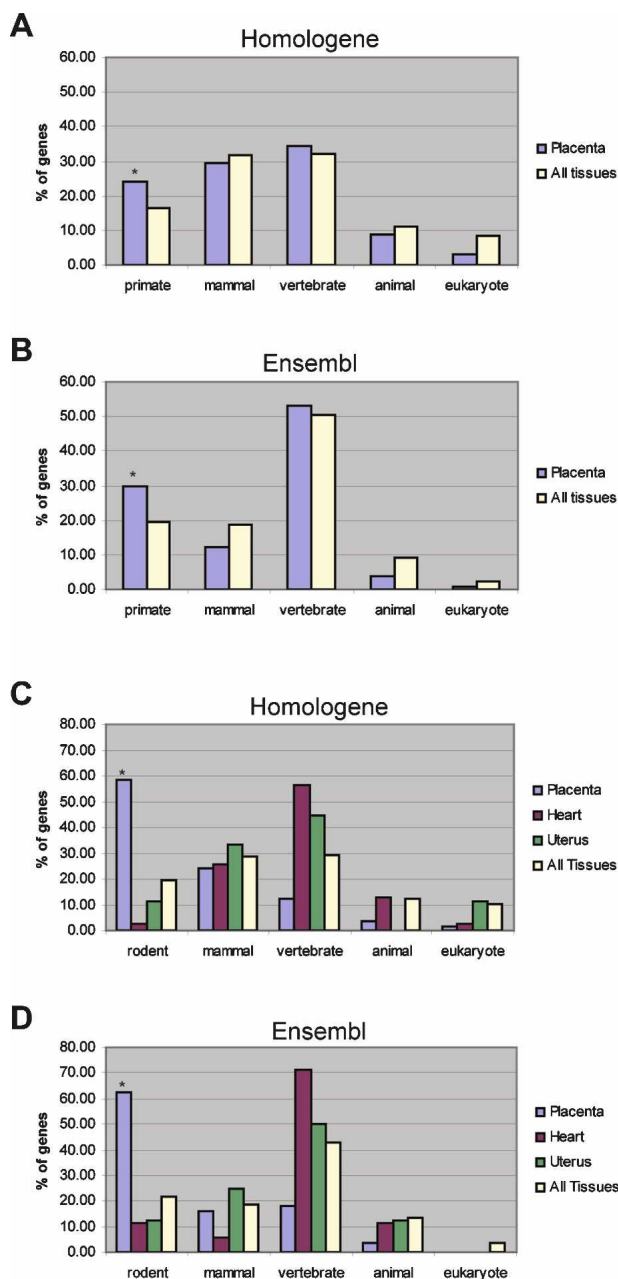 A
Homologene
60.00
50.00
40.00
30.00
20.00
10.00
0.00
% of genes
*
primate mammal vertebrate animal eukaryote
Placenta
All tissues
B
Ensembl
60.00
50.00
40.00
30.00
20.00
10.00
0.00
% of genes
*
primate mammal vertebrate animal eukaryote
Placenta
All tissues
C
Homologene
80.00
70.00
60.00
50.00
40.00
30.00
20.00
10.00
0.00
% of genes
*
rodent mammal vertebrate animal eukaryote
Placenta
Heart
Uterus
All Tissues
D
Ensembl
80.00
70.00
60.00
50.00
40.00
30.00
20.00
10.00
0.00
% of genes
*
rodent mammal vertebrate animal eukaryote
Placenta
Heart
Uterus
All Tissues